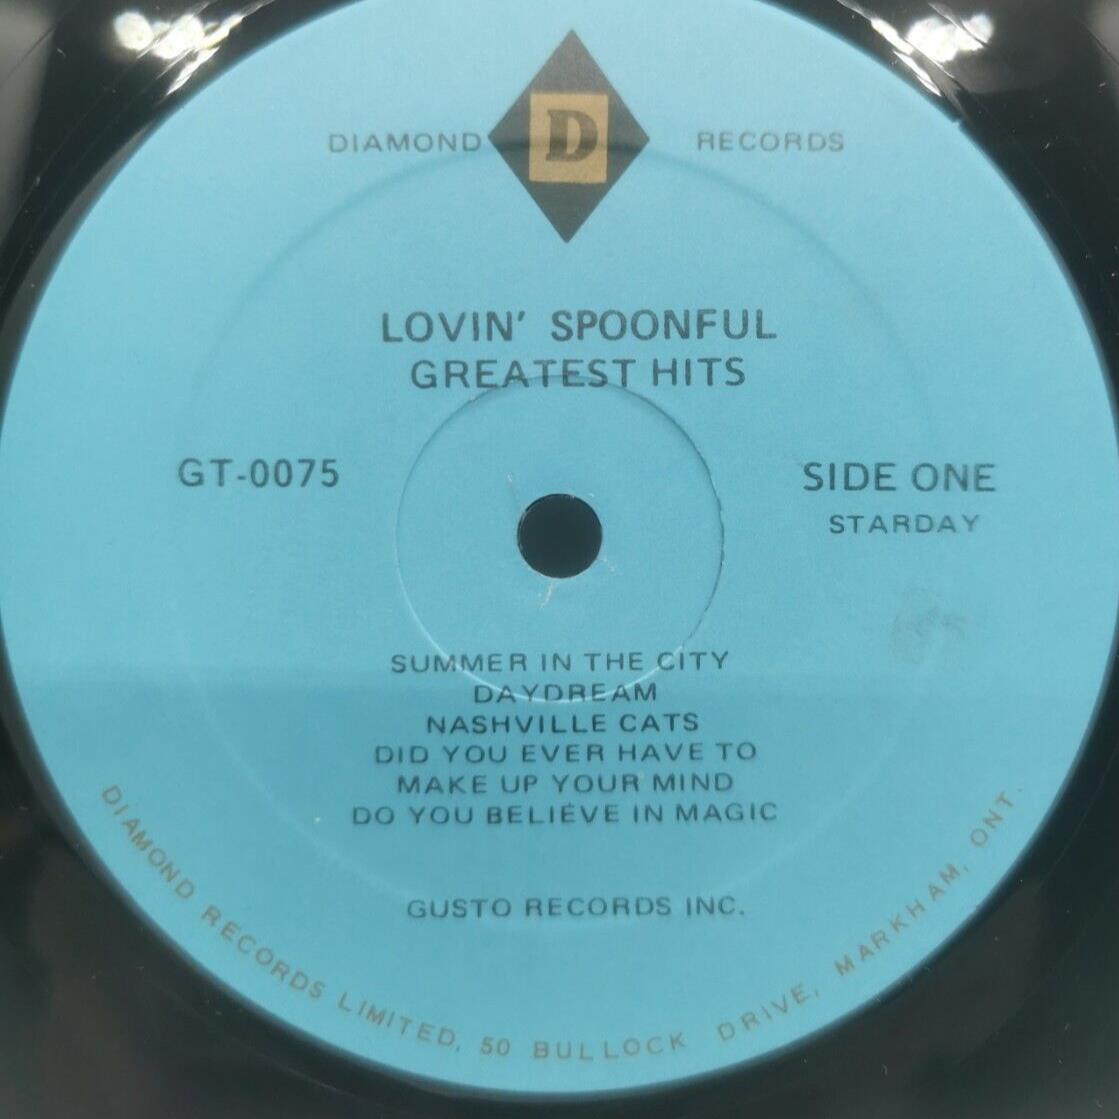 DIAMOND D RECORDS
LOVIN' SPOONFUL
GREATEST HITS
GT-0075
SIDE ONE
STARDAY
SUMMER IN THE CITY
DAYDREAM
NASHVILLE CATS
DID YOU EVER HAVE TO
MAKE UP YOUR MIND
DO YOU BELIEVE IN MAGIC
GUSTO RECORDS INC.
DIAMOND RECORDS LIMITED, 50 BULLOCK DRIVE, MARKHAM, ONT.